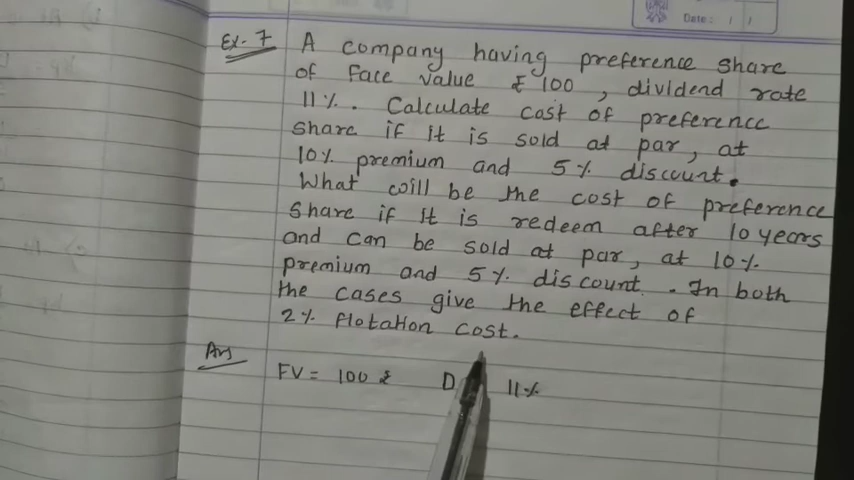 Date: / /
Ex. 7 A company having preference share
of Face value ₹ 100, dividend rate
11%. Calculate cost of preference
share if it is sold at par, at
10% premium and 5% discount.
What will be the cost of preference
share if it is redeem after 10 years
and can be sold at par, at 10%
premium and 5% discount. In both
the cases give the effect of
2% flotation cost.
Ans
FV = 100 ₹ D 11%